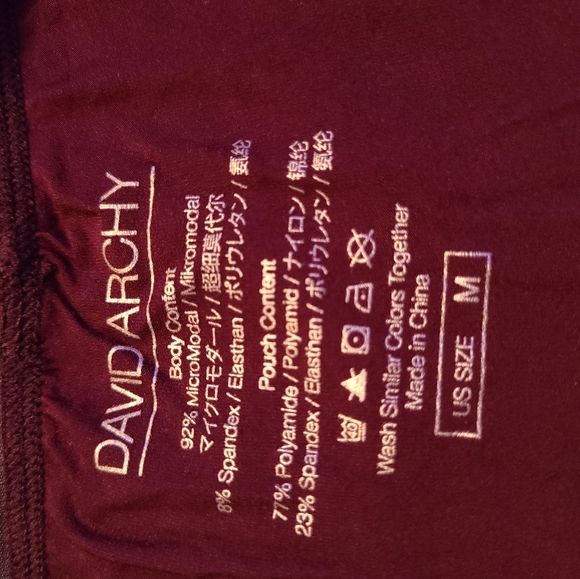 DAVID ARCHY
Body Content
92% MicroModal / Mikromodal
マイクロモダール / 超细莫代尔
8% Spandex / Elasthan / ポリウレタン / 氨纶
Pouch Content
77% Polyamide / Polyamid / ナイロン / 锦纶
23% Spandex / Elasthan / ポリウレタン / 氨纶
40
Wash Similar Colors Together
Made in China
US SIZE M